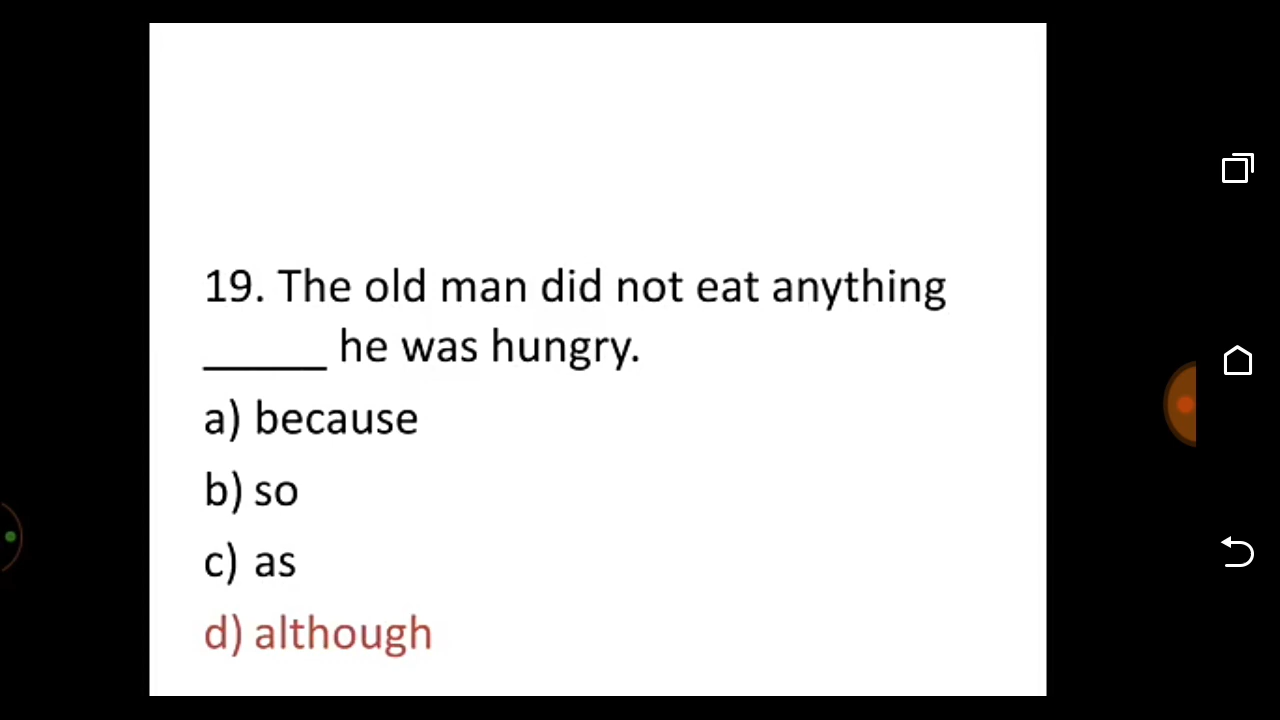 19. The old man did not eat anything
______ he was hungry.
a) because
b) so
c) as
d) although